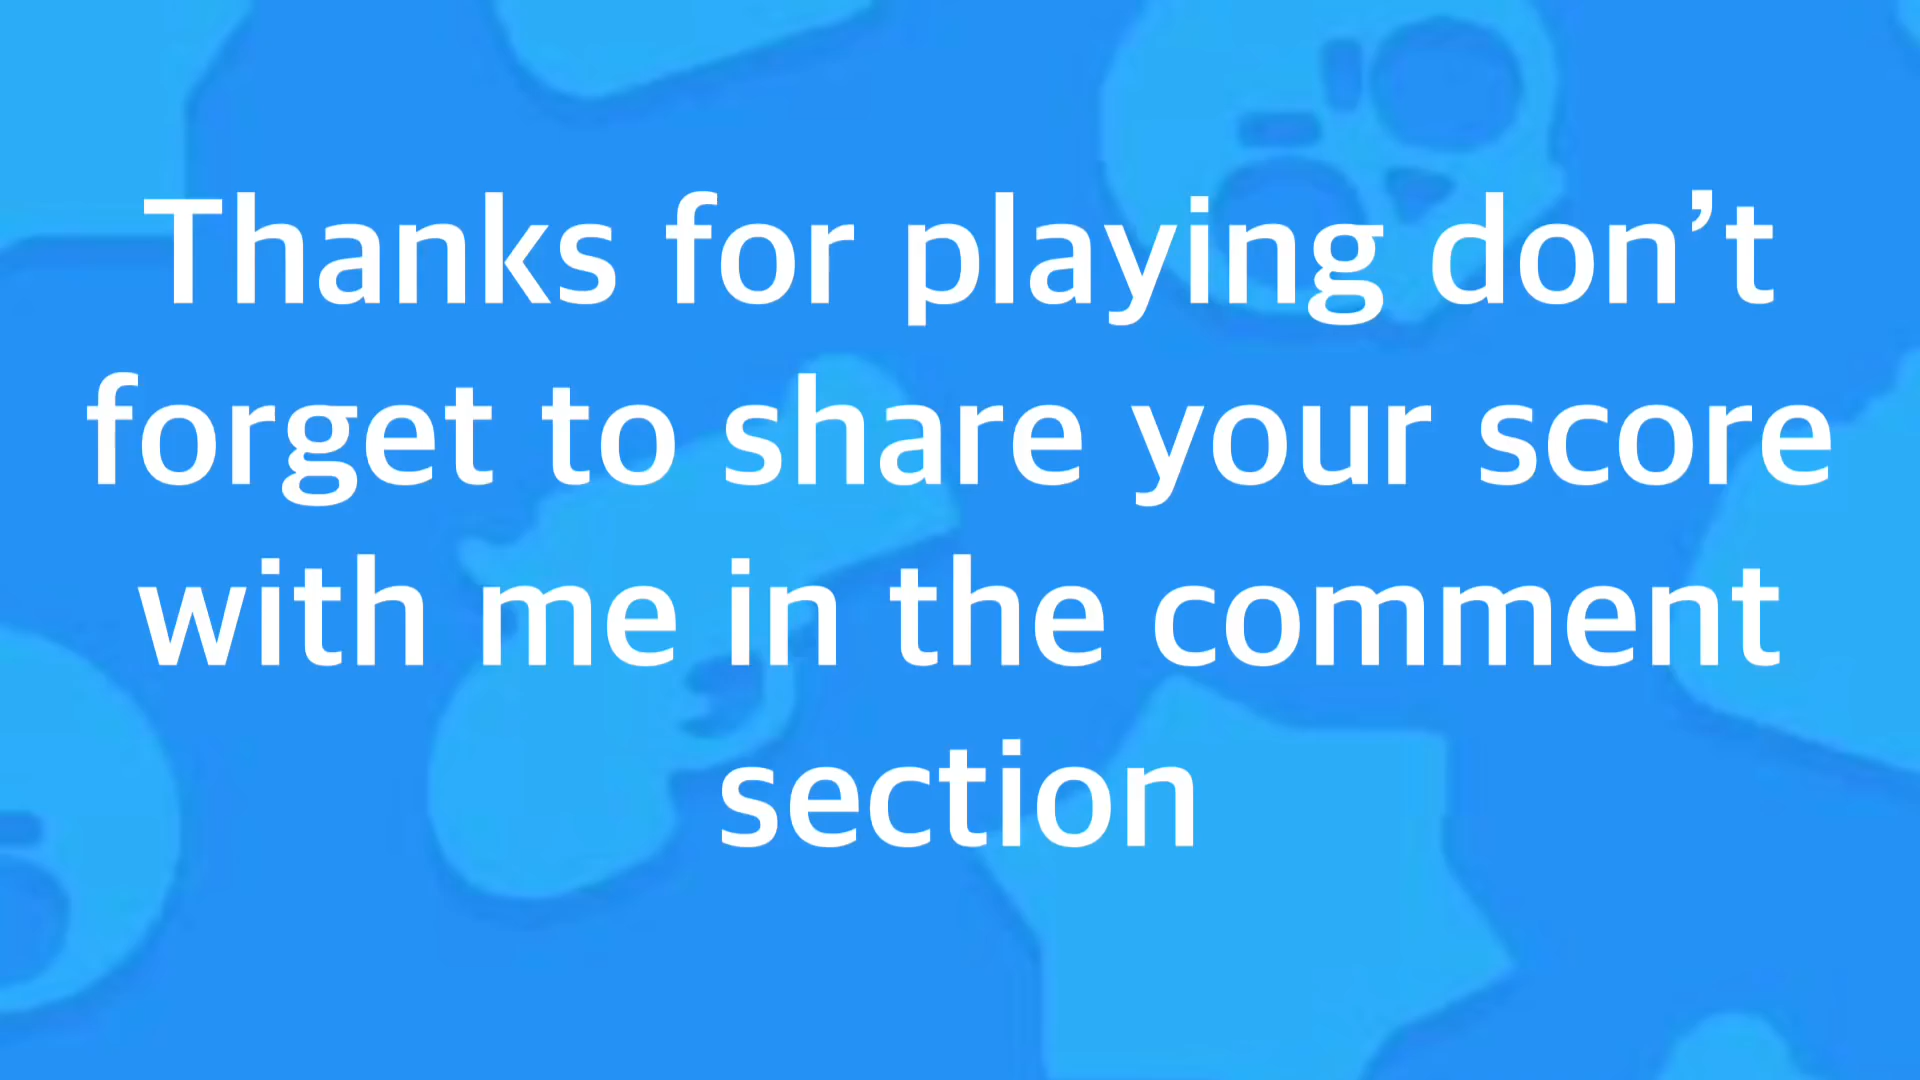 Thanks for playing don’t
forget to share your score
with me in the comment
section